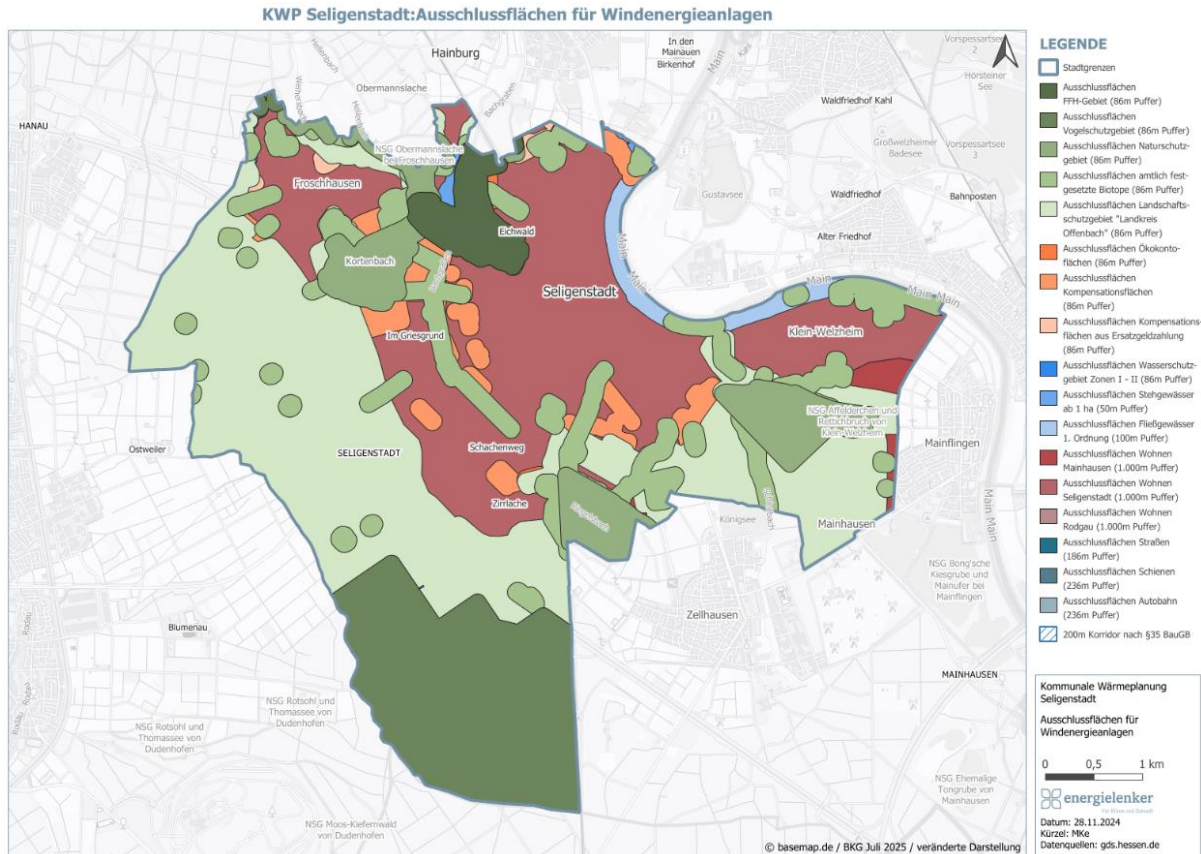 KWP Seligenstadt:Ausschlussflächen für Windenergieanlagen
Hainburg
In den
Mainauen
Birkenhof
Main
Kahl
Vorspessartsee
2
Hörsteiner
See
Obermannslache
Bachgraben
Waldfriedhof Kahl
HANAU
NSG Obermannslache
bei Froschhausen
Großwelzheimer
Badesee
Vorspessartsee
3
Froschhausen
Gustavsee
Waldfriedhof
Bahnposten
Eichwald
Alter Friedhof
Kortenbach
Main
Main
Main
Main Main
Seligenstadt
Im Griesgrund
Klein-Welzheim
NSG Affelderchen und
Rettichbruch von
Klein-Welzheim
Mainflingen
Ostweiler
SELIGENSTADT
Schachenweg
Zirrlache
Königsee
Mainhausen
Main Main
NSG Bong'sche
Kiesgrube und
Mainufer bei
Mainflingen
Zellhausen
Blumenau
Rodau
MAINHAUSEN
NSG Rotsohl und
Thomassee von
Dudenhofen
NSG Rotsohl und
Thomassee von
Dudenhofen
NSG Ehemalige
Tongrube von
Mainhausen
NSG Moos-Kiefernwald
von Dudenhofen
© basemap.de / BKG Juli 2025 / veränderte Darstellung
LEGENDE
Stadtgrenzen
Ausschlussflächen
FFH-Gebiet (86m Puffer)
Ausschlussflächen
Vogelschutzgebiet (86m Puffer)
Ausschlussflächen Naturschutz-
gebiet (86m Puffer)
Ausschlussflächen amtlich fest-
gesetzte Biotope (86m Puffer)
Ausschlussflächen Landschafts-
schutzgebiet "Landkreis
Offenbach" (86m Puffer)
Ausschlussflächen Ökokonto-
flächen (86m Puffer)
Ausschlussflächen
Kompensationsflächen
(86m Puffer)
Ausschlussflächen Kompensations-
flächen aus Ersatzgeldzahlung
(86m Puffer)
Ausschlussflächen Wasserschutz-
gebiet Zonen I - II (86m Puffer)
Ausschlussflächen Stehgewässer
ab 1 ha (50m Puffer)
Ausschlussflächen Fließgewässer
1. Ordnung (100m Puffer)
Ausschlussflächen Wohnen
Mainhausen (1.000m Puffer)
Ausschlussflächen Wohnen
Seligenstadt (1.000m Puffer)
Ausschlussflächen Wohnen
Rodgau (1.000m Puffer)
Ausschlussflächen Straßen
(186m Puffer)
Ausschlussflächen Schienen
(236m Puffer)
Ausschlussflächen Autobahn
(236m Puffer)
200m Korridor nach §35 BauGB
Kommunale Wärmeplanung
Seligenstadt
Ausschlussflächen für
Windenergieanlagen
0 0,5 1 km
energielenker
Datum: 28.11.2024
Kürzel: MKe
Datenquellen: gds.hessen.de